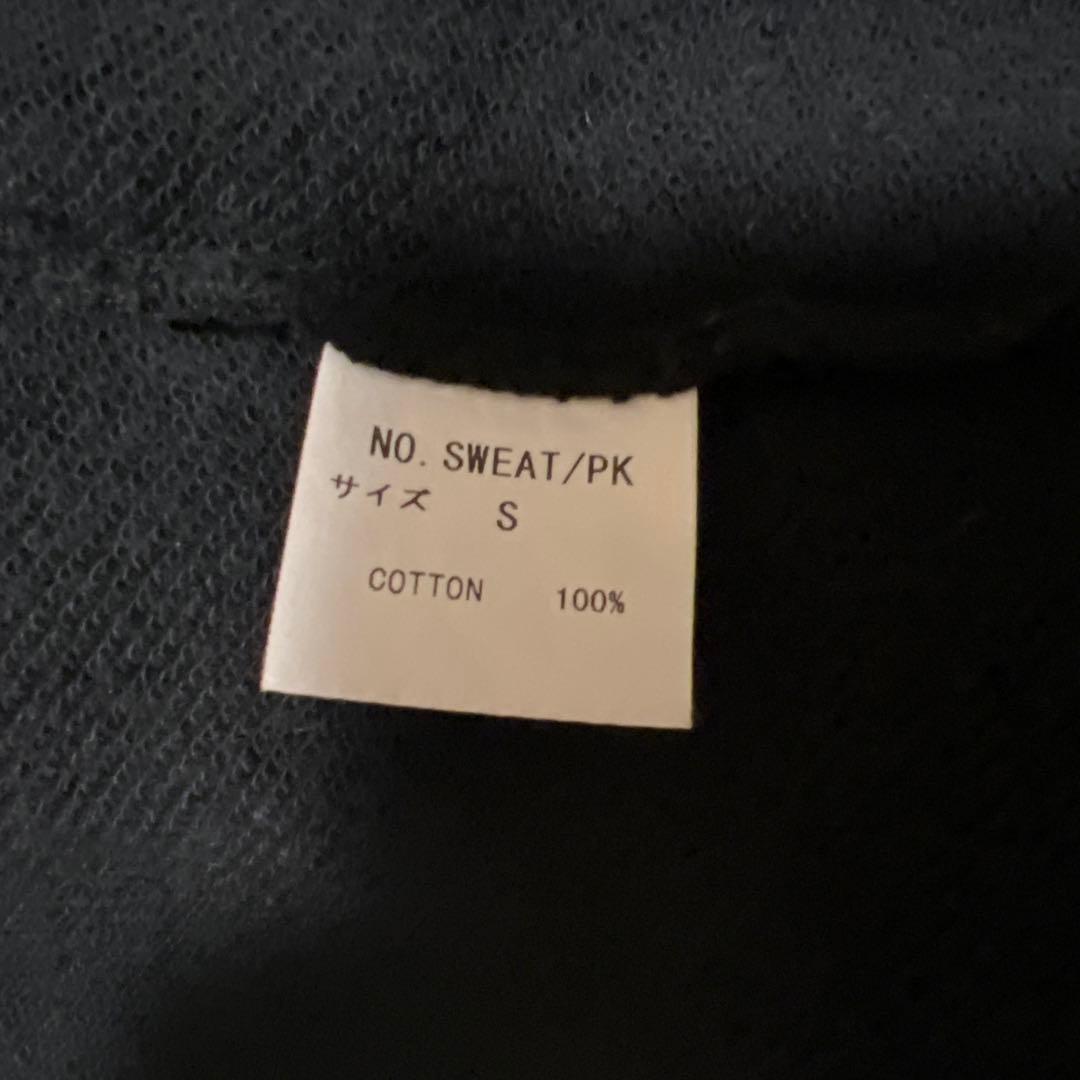 NO. SWEAT/PK
サイズ S
COTTON 100%